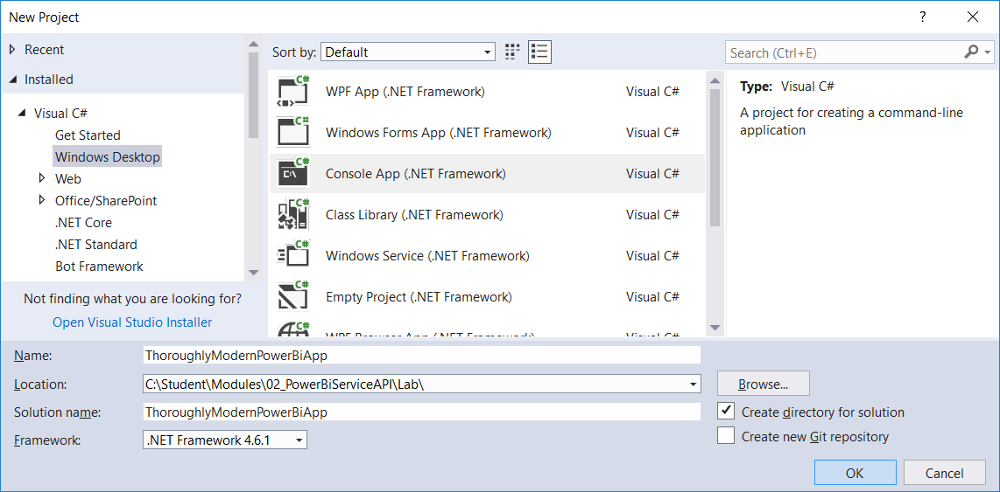 New Project
?
Recent
Installed
Visual C#
Get Started
Windows Desktop
Web
Office/SharePoint
.NET Core
.NET Standard
Bot Framework
Not finding what you are looking for?
Open Visual Studio Installer
Sort by: Default
C# WPF App (.NET Framework) Visual C#
C# Windows Forms App (.NET Framework) Visual C#
C# C:\ Console App (.NET Framework) Visual C#
C# Class Library (.NET Framework) Visual C#
C# Windows Service (.NET Framework) Visual C#
C# Empty Project (.NET Framework) Visual C#
C# WPF Browser App (.NET Framework) Visual C#
Search (Ctrl+E)
Type: Visual C#
A project for creating a command-line
application
Name: ThoroughlyModernPowerBiApp
Location: C:\Student\Modules\02_PowerBiServiceAPI\Lab\ Browse...
Solution name: ThoroughlyModernPowerBiApp Create directory for solution
Framework: .NET Framework 4.6.1 Create new Git repository
OK Cancel